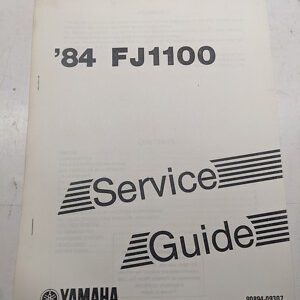 '84 FJ1100
Service
Guide
YAMAHA